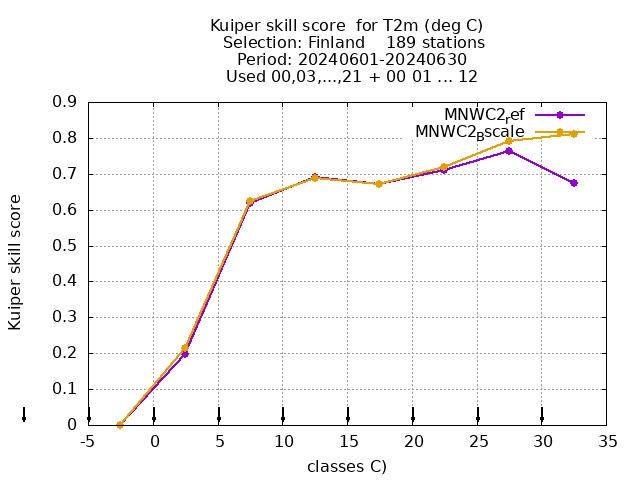 Kuiper skill score  for T2m (deg C)
Selection: Finland    189 stations
Period: 20240601-20240630
Used 00,03,...,21 + 00 01 ... 12
MNWC2ref
MNWC2Bscale
0.9
0.8
0.7
0.6
0.5
0.4
0.3
0.2
0.1
0
Kuiper skill score
-5 0 5 10 15 20 25 30 35
classes C)